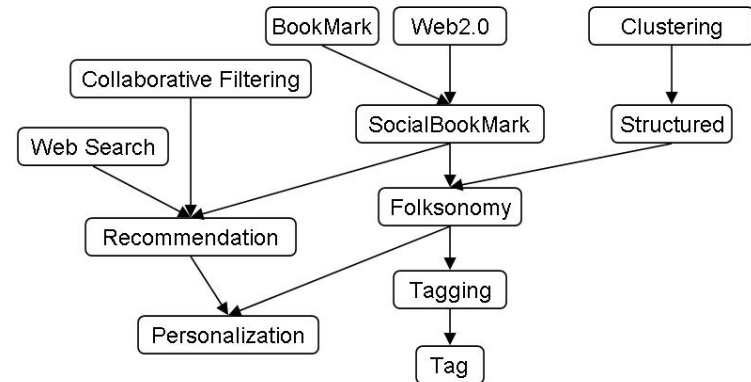 BookMark
Web2.0
Clustering
Collaborative Filtering
SocialBookMark
Structured
Web Search
Folksonomy
Recommendation
Tagging
Personalization
Tag